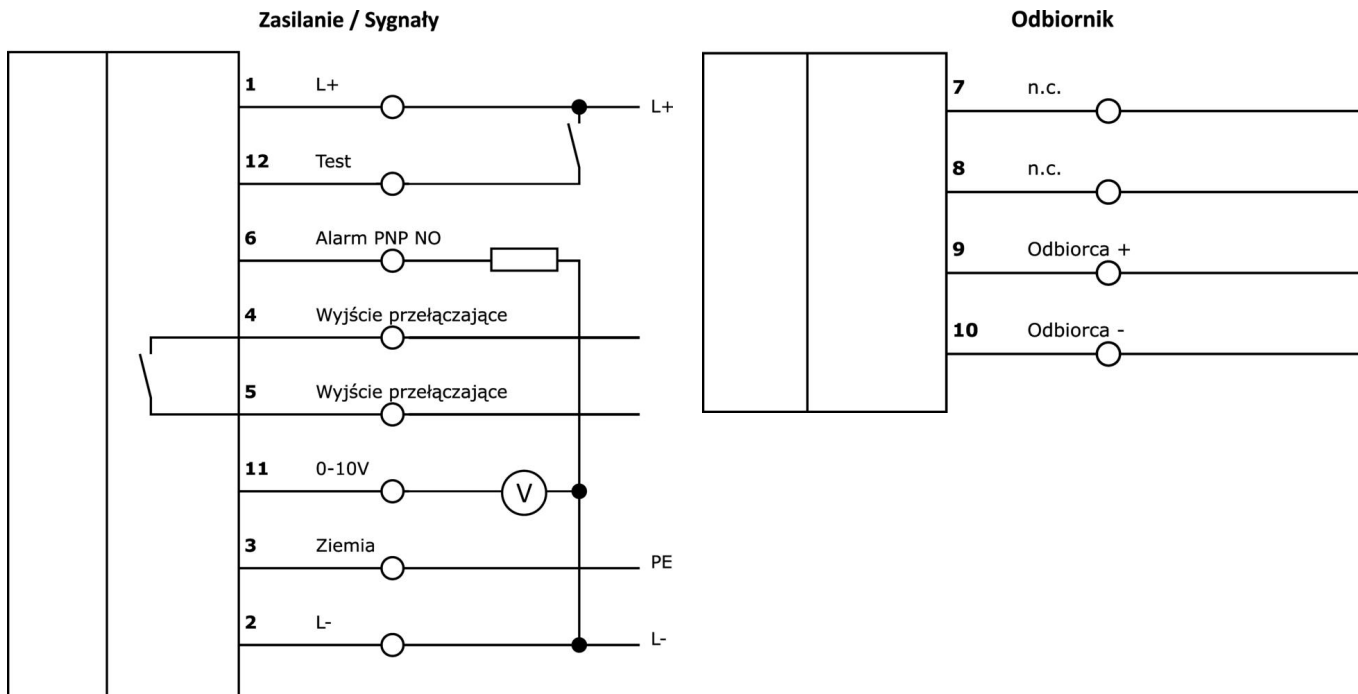 Zasilanie / Sygnały
1 L+ L+
12 Test
6 Alarm PNP NO
4 Wyjście przełączające
5 Wyjście przełączające
11 0-10V V
3 Ziemia PE
2 L- L-
Odbiornik
7 n.c.
8 n.c.
9 Odbiorca +
10 Odbiorca -